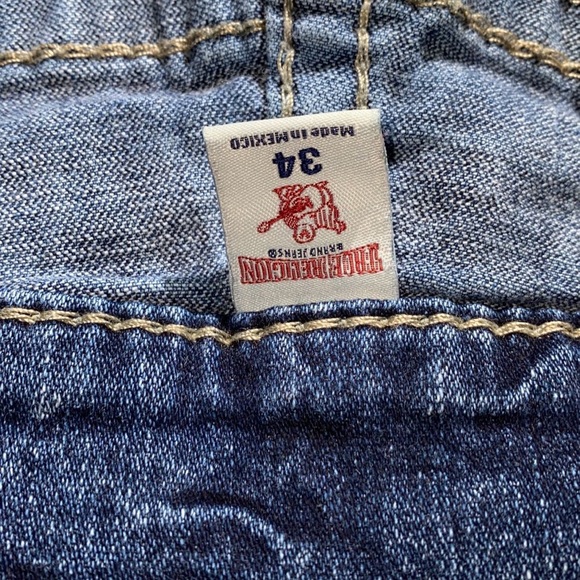 TRUE RELIGION
BRAND JEANS®
34
Made in MEXICO